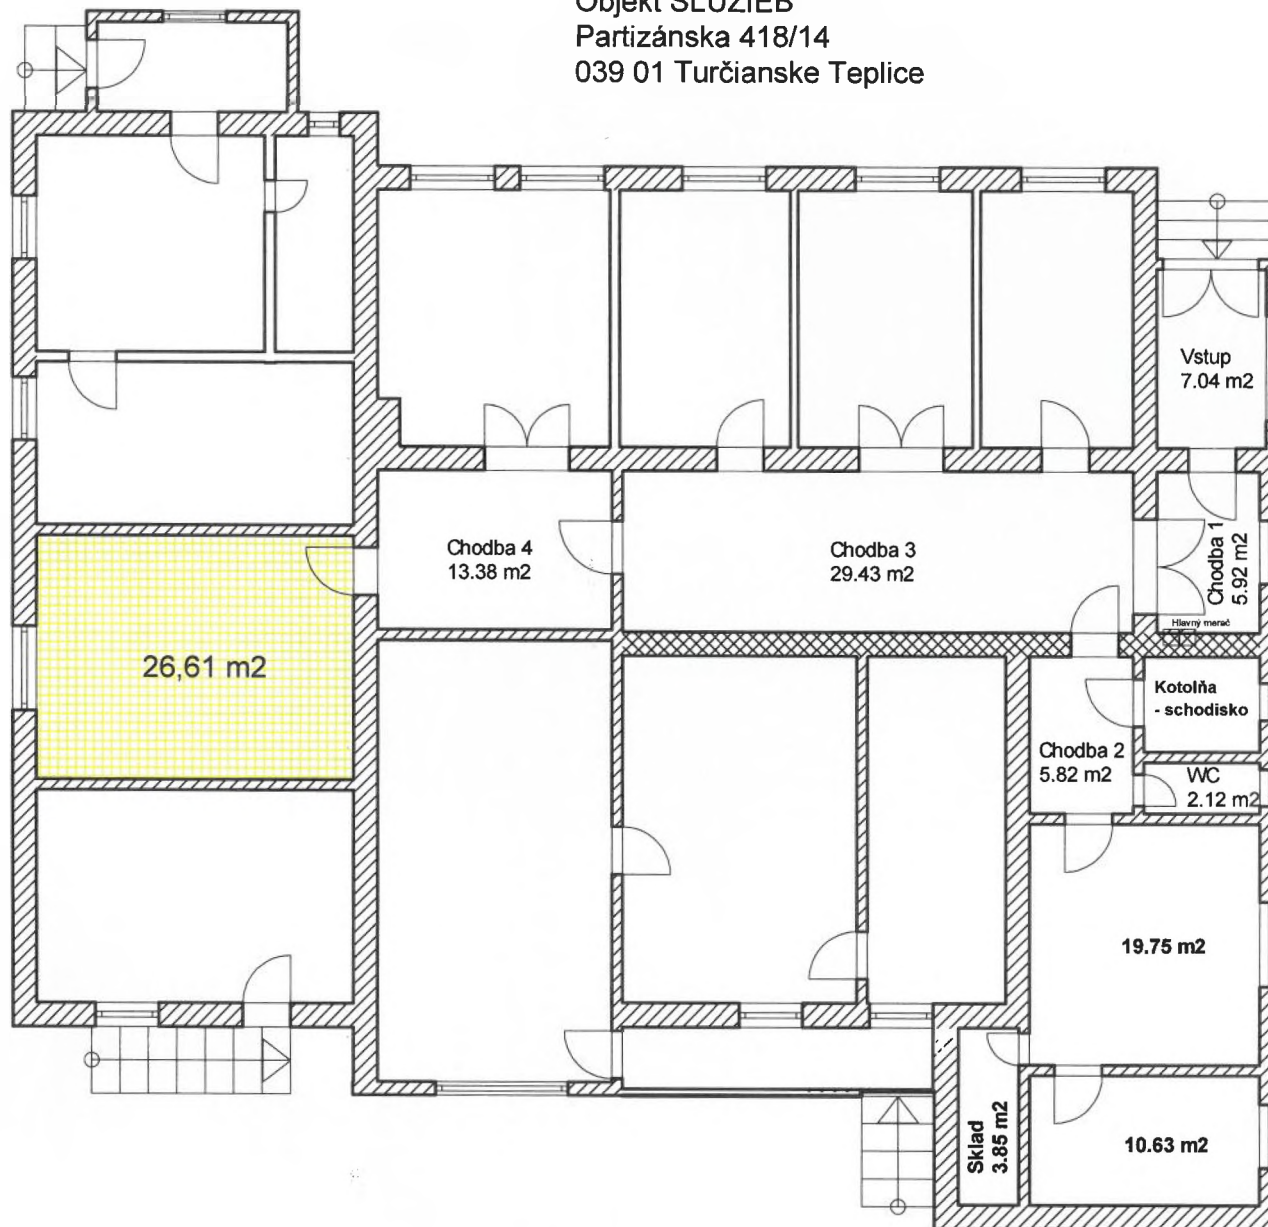 Objekt SLUŽIEB
Partizánska 418/14
039 01 Turčianske Teplice
Vstup
7.04 m2
Chodba 4
13.38 m2
Chodba 3
29.43 m2
Chodba 1
5.92 m2
Hlavný merač
26,61 m2
Kotolňa
- schodisko
Chodba 2
5.82 m2
WC
2.12 m2
19.75 m2
Sklad
3.85 m2
10.63 m2